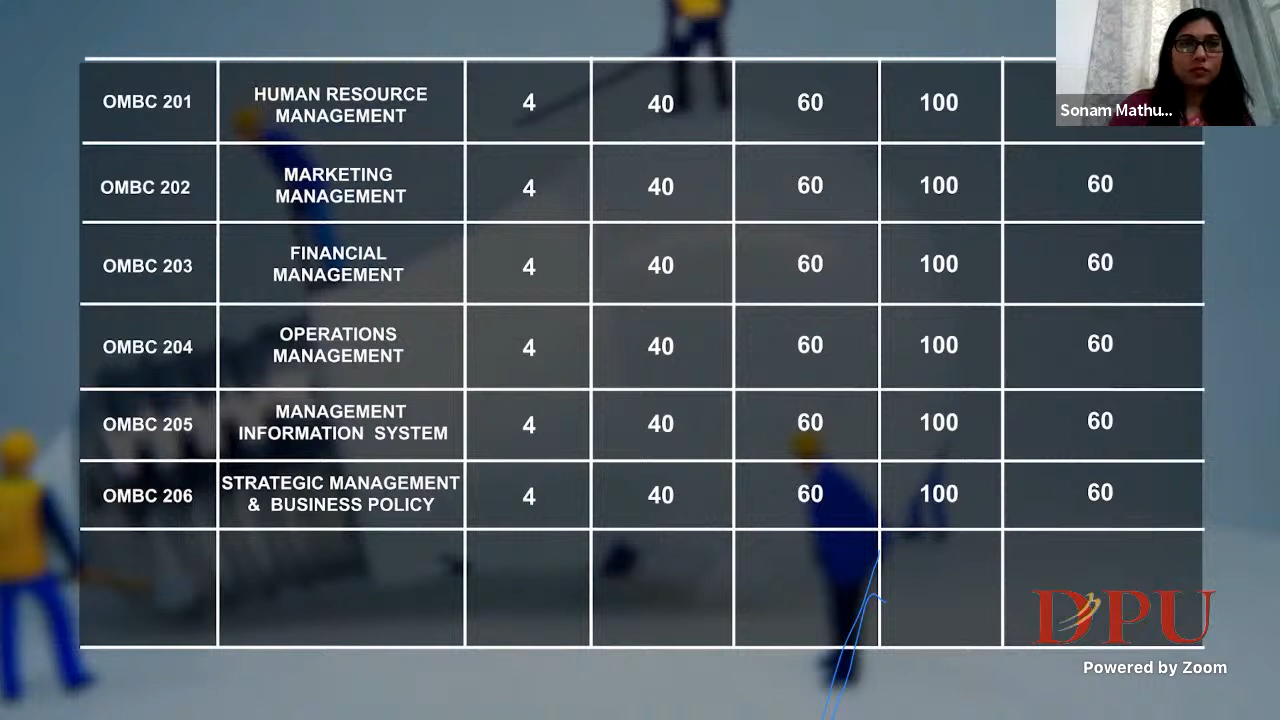 OMBC 201
HUMAN RESOURCE
MANAGEMENT
4
40
60
100
Sonam Mathu...
OMBC 202
MARKETING
MANAGEMENT
4
40
60
100
60
OMBC 203
FINANCIAL
MANAGEMENT
4
40
60
100
60
OMBC 204
OPERATIONS
MANAGEMENT
4
40
60
100
60
OMBC 205
MANAGEMENT
INFORMATION SYSTEM
4
40
60
100
60
OMBC 206
STRATEGIC MANAGEMENT
& BUSINESS POLICY
4
40
60
100
60
DPU
Powered by Zoom